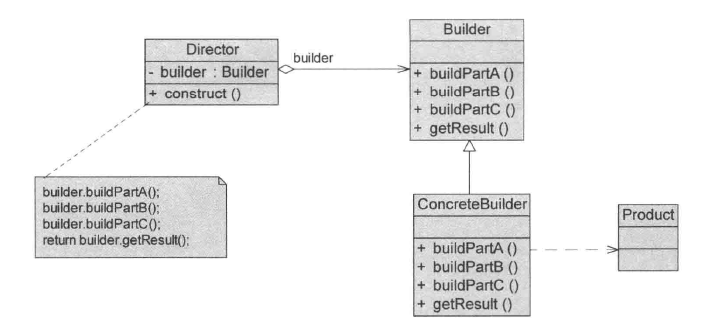 Director
- builder : Builder
+ construct ()
builder
Builder
+ buildPartA ()
+ buildPartB ()
+ buildPartC ()
+ getResult ()
builder.buildPartA();
builder.buildPartB();
builder.buildPartC();
return builder.getResult();
ConcreteBuilder
+ buildPartA ()
+ buildPartB ()
+ buildPartC ()
+ getResult ()
Product